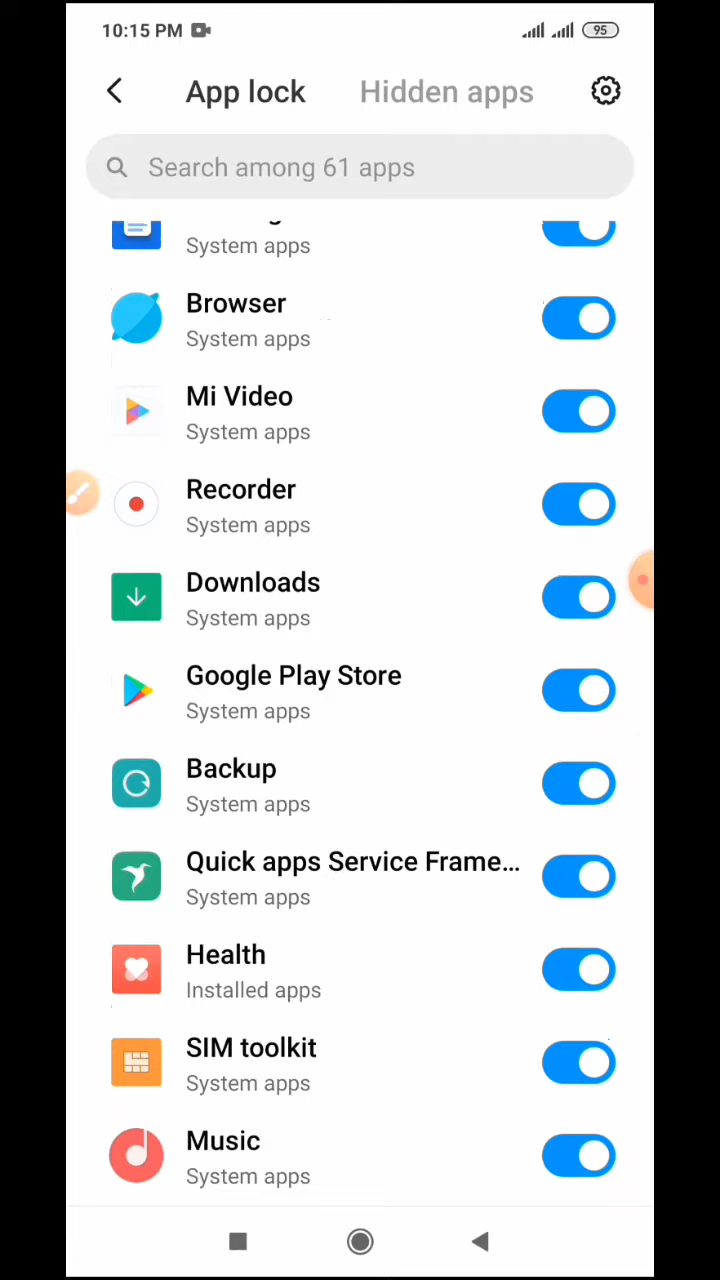 10:15 PM 95
App lock Hidden apps
Search among 61 apps
System apps
Browser
System apps
Mi Video
System apps
Recorder
System apps
Downloads
System apps
Google Play Store
System apps
Backup
System apps
Quick apps Service Frame...
System apps
Health
Installed apps
SIM toolkit
System apps
Music
System apps